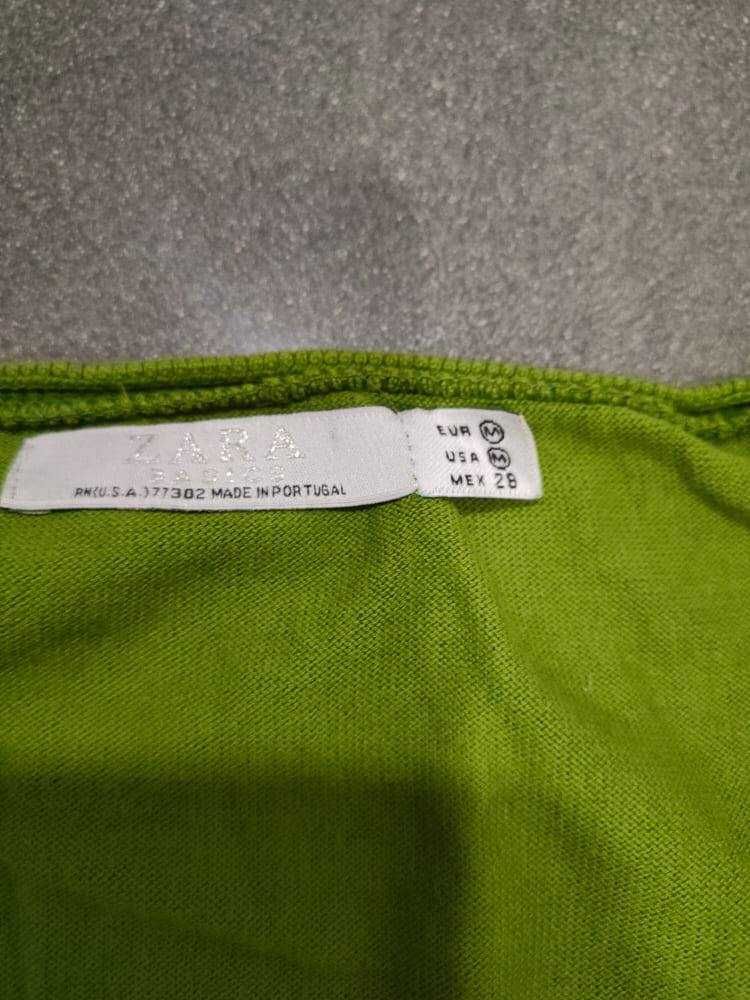 ZARA
BASICS
RN(U.S.A.)77302 MADE IN PORTUGAL
EUR M
USA M
MEX 28